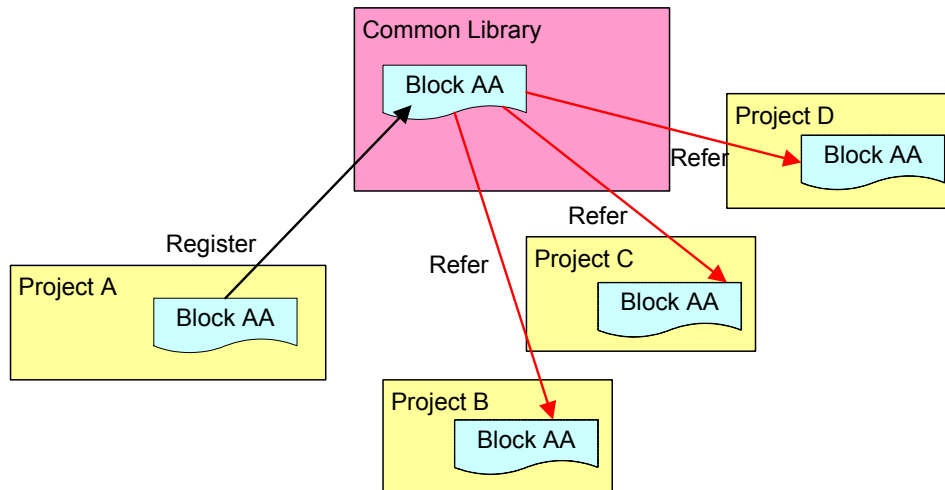 Common Library
Block AA
Project D
Block AA
Refer
Refer
Register
Refer
Project C
Project A
Block AA
Block AA
Project B
Block AA